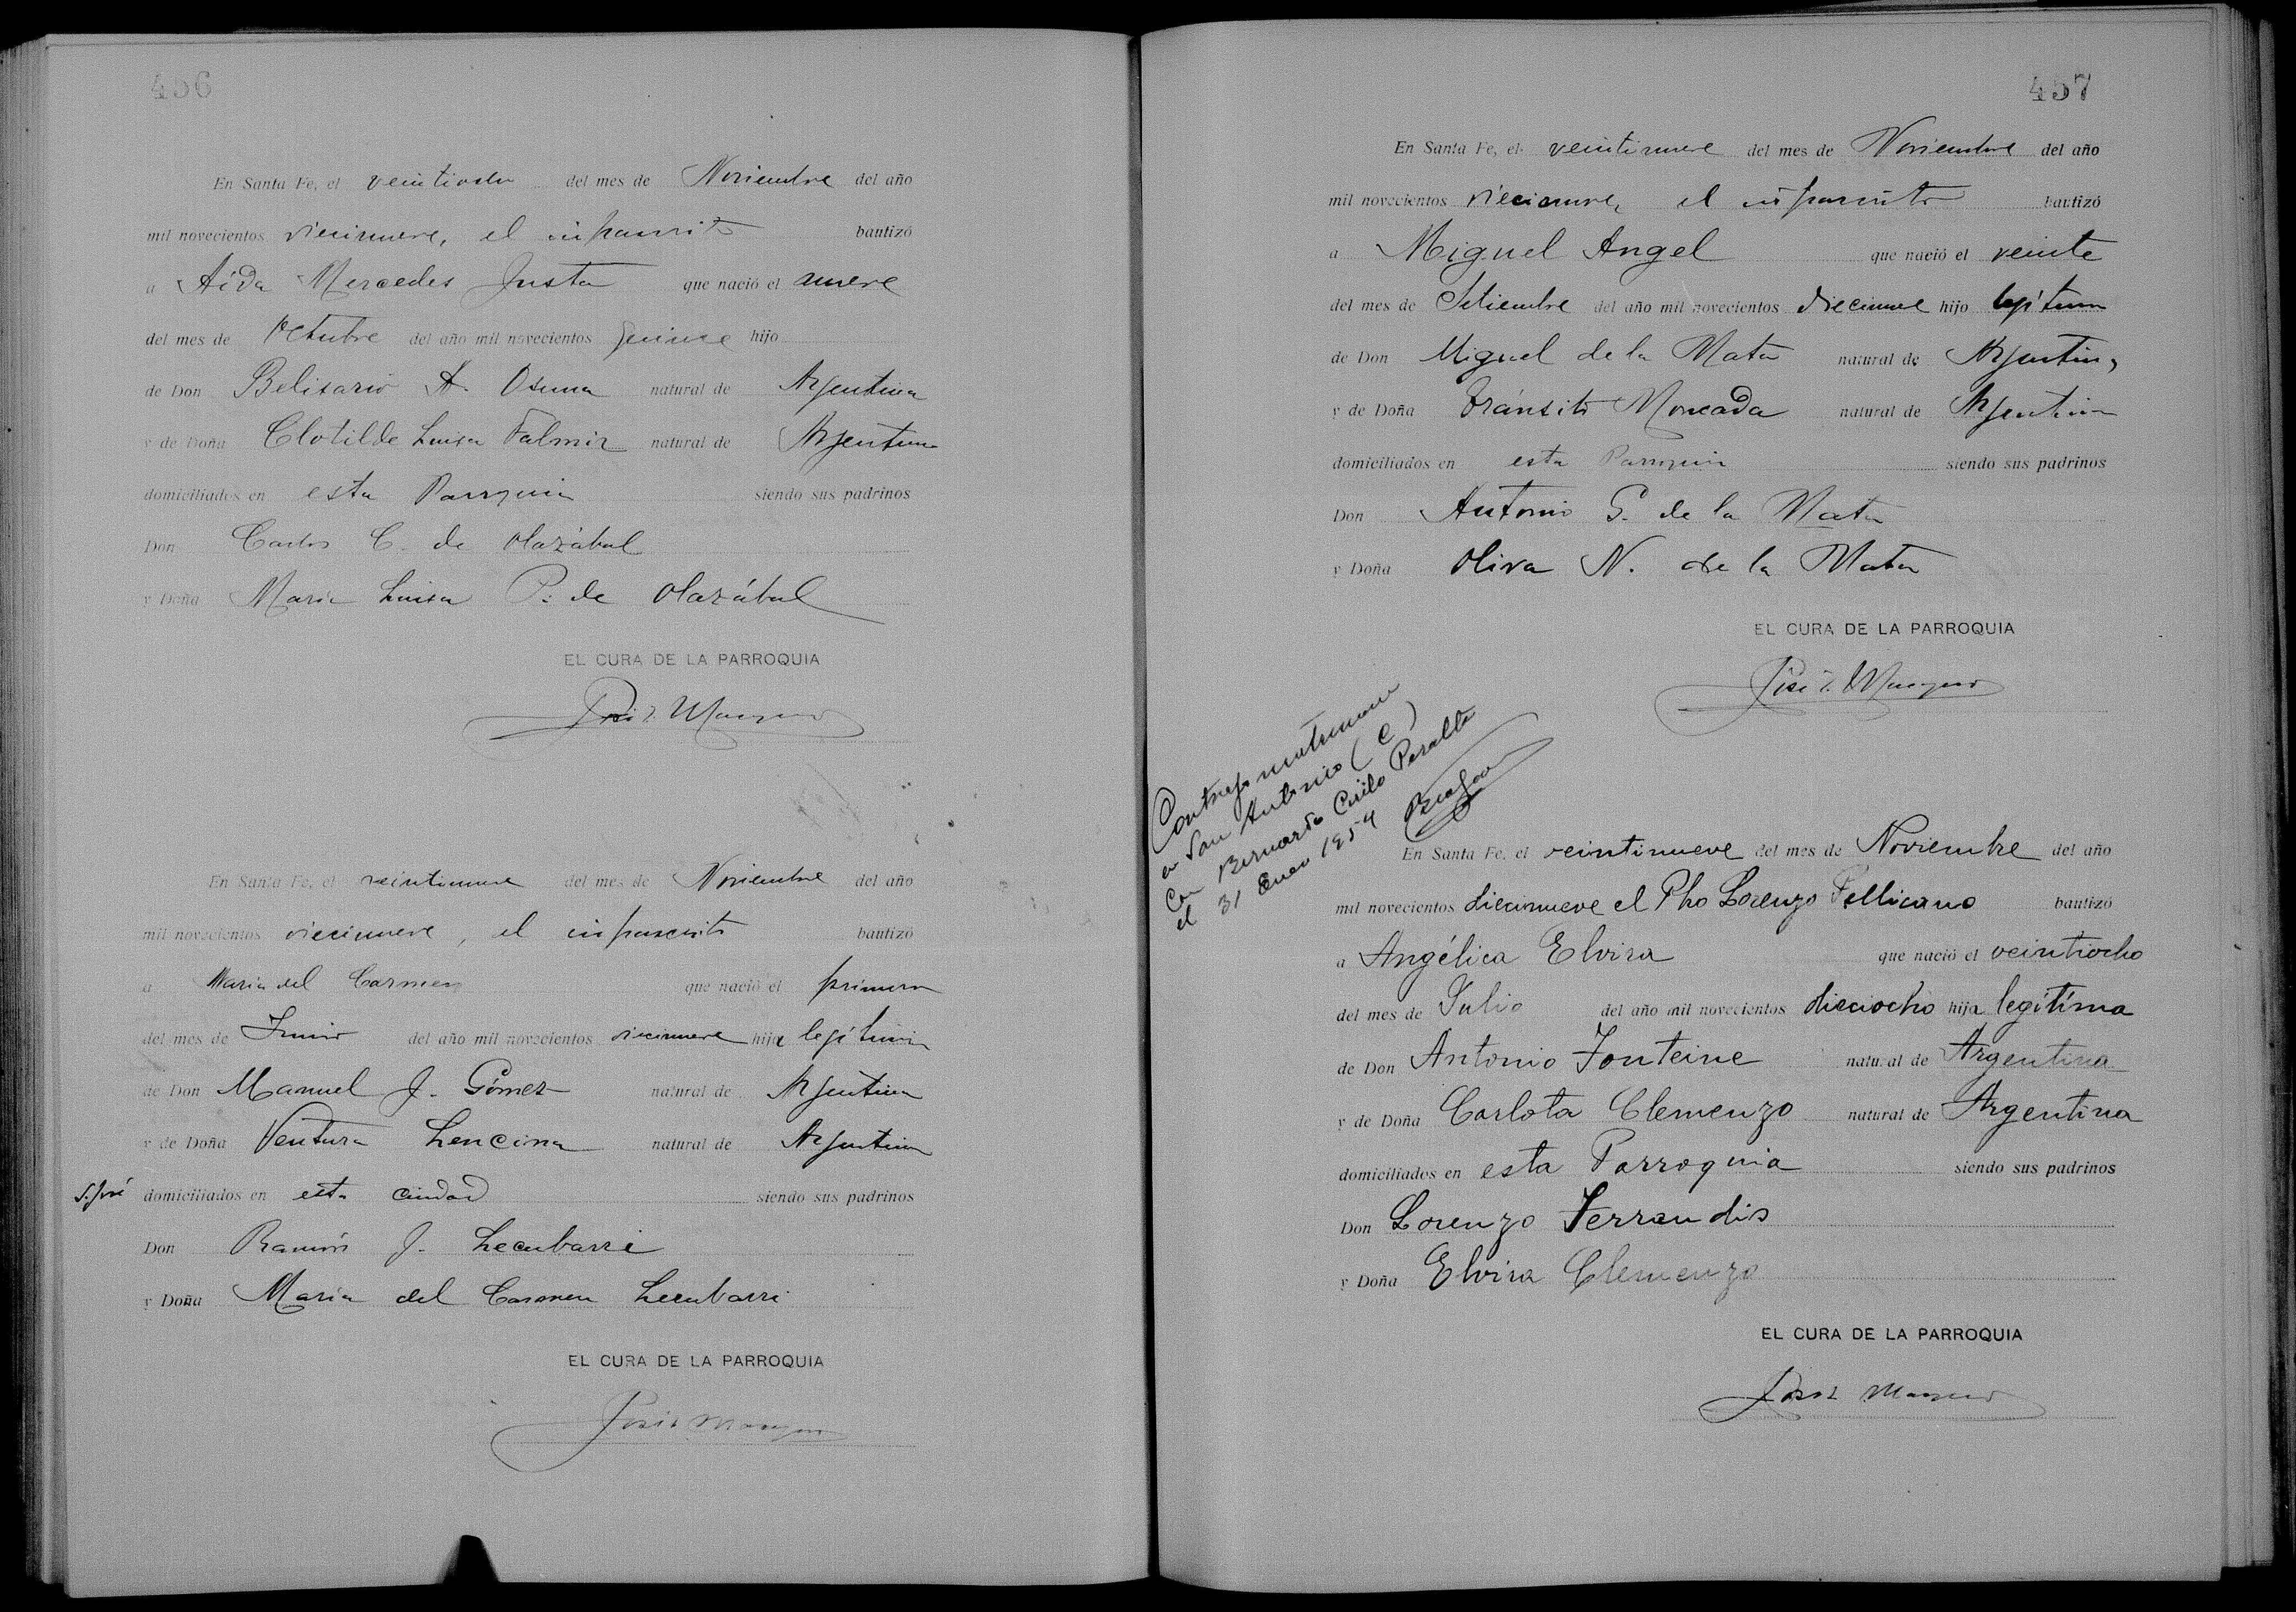 456
En Santa Fe, el veintiocho del mes de Noviembre del año
mil novecientos diecinueve, el infrascrito bautizó
a Aída Mercedes Justa que nació el nueve
del mes de Octubre del año mil novecientos quince hijo
de Don Belisario A. Osuna natural de Argentina
y de Doña Clotilde Luisa Falmir natural de Argentina
domiciliados en esta Parroquia siendo sus padrinos
Don Carlos C. de Olazábal
y Doña María Luisa P. de Olazábal
EL CURA DE LA PARROQUIA
En Santa Fe, el veintinueve del mes de Noviembre del año
mil novecientos diecinueve, el infrascrito bautizó
a María del Carmen que nació el primero
del mes de Junio del año mil novecientos diecinueve hija legítima
de Don Manuel J. Gómez natural de Argentina
y de Doña Ventura Lencina natural de Argentina
S. José domiciliados en esta ciudad siendo sus padrinos
Don Ramón J. Lecubarri
y Doña María del Carmen Lecubarri
EL CURA DE LA PARROQUIA
457
En Santa Fe, el veintinueve del mes de Noviembre del año
mil novecientos diecinueve, el infrascrito bautizó
a Miguel Angel que nació el veinte
del mes de Setiembre del año mil novecientos diecinueve hijo legítimo
de Don Miguel de la Mata natural de Argentina
y de Doña Tránsito Moncada natural de Argentina
domiciliados en esta Parroquia siendo sus padrinos
Don Antonio G. de la Mata
y Doña Oliva N. de la Mata
EL CURA DE LA PARROQUIA
Contrajo matrimonio
en San Antonio (C)
con Bernardo Cirilo Peralta
el 31 Enero 1954
En Santa Fe, el veintinueve del mes de Noviembre del año
mil novecientos diecinueve el Pbo Lorenzo Pellicano bautizó
a Angélica Elvira que nació el veintiocho
del mes de Julio del año mil novecientos dieciocho hija legítima
de Don Antonio Fonteine natural de Argentina
y de Doña Carlota Clemenzo natural de Argentina
domiciliados en esta Parroquia siendo sus padrinos
Don Lorenzo Ferrandis
y Doña Elvira Clemenzo
EL CURA DE LA PARROQUIA